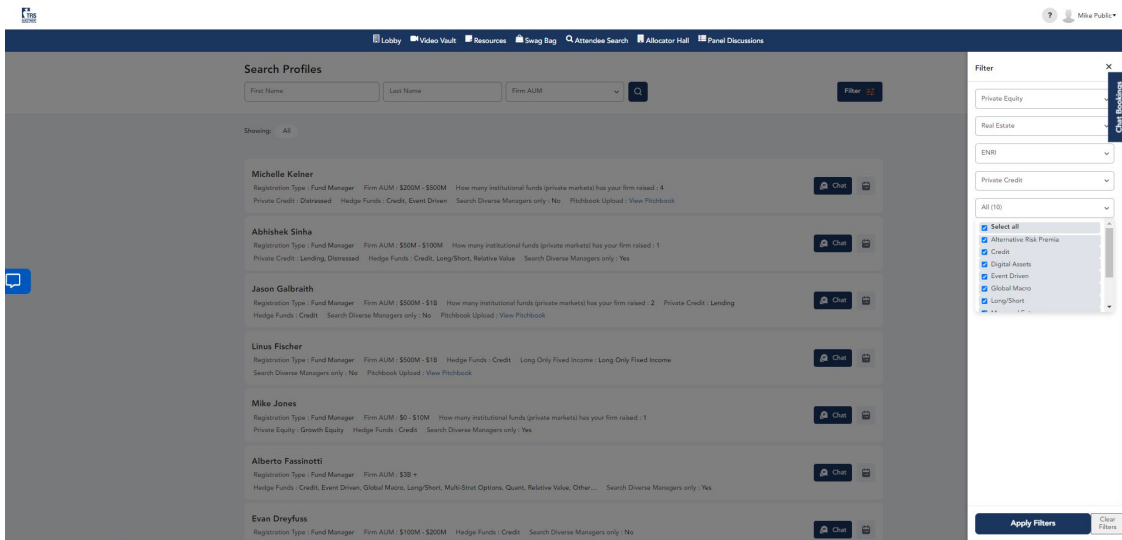 TRS
? Mike Public
Lobby Video Vault Resources Swag Bag Attendee Search Allocator Hall Panel Discussions
Search Profiles
First Name Last Name Firm AUM Filter
Showing: All
Michelle Kelner
Registration Type : Fund Manager Firm AUM : $200M - $500M How many institutional funds (private markets) has your firm raised : 4
Private Credit : Distressed Hedge Funds : Credit, Event Driven Search Diverse Managers only : No Pitchbook Upload : View Pitchbook
Chat
Abhishek Sinha
Registration Type : Fund Manager Firm AUM : $50M - $100M How many institutional funds (private markets) has your firm raised : 1
Private Credit : Lending, Distressed Hedge Funds : Credit, Long/Short, Relative Value Search Diverse Managers only : Yes
Chat
Jason Galbraith
Registration Type : Fund Manager Firm AUM : $500M - $1B How many institutional funds (private markets) has your firm raised : 2 Private Credit : Lending
Hedge Funds : Credit Search Diverse Managers only : No Pitchbook Upload : View Pitchbook
Chat
Linus Fischer
Registration Type : Fund Manager Firm AUM : $500M - $1B Hedge Funds : Credit Long Only Fixed Income : Long Only Fixed Income
Search Diverse Managers only : No Pitchbook Upload : View Pitchbook
Chat
Mike Jones
Registration Type : Fund Manager Firm AUM : $0 - $10M How many institutional funds (private markets) has your firm raised : 1
Private Equity : Growth Equity Hedge Funds : Credit Search Diverse Managers only : Yes
Chat
Alberto Fassinotti
Registration Type : Fund Manager Firm AUM : $3B +
Hedge Funds : Credit, Event Driven, Global Macro, Long/Short, Multi-Strat Options, Quant, Relative Value, Other... Search Diverse Managers only : Yes
Chat
Evan Dreyfuss
Registration Type : Fund Manager Firm AUM : $100M - $200M Hedge Funds : Credit Search Diverse Managers only : No
Chat
Filter
Private Equity
Real Estate
ENRI
Private Credit
All (10)
Select all
Alternative Risk Premia
Credit
Digital Assets
Event Driven
Global Macro
Long/Short
Apply Filters
Clear
Filters
Chat Bookings